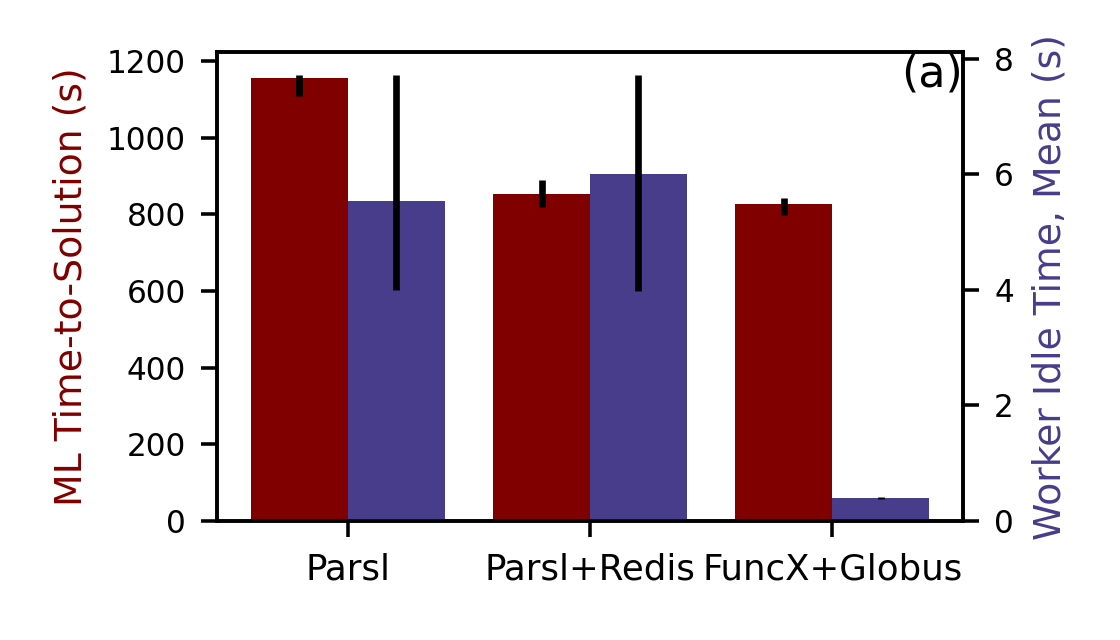 ML Time-to-Solution (s)
1200
1000
800
600
400
200
0
(a)
8
6
4
2
0
Worker Idle Time, Mean (s)
Parsl
Parsl+Redis
FuncX+Globus